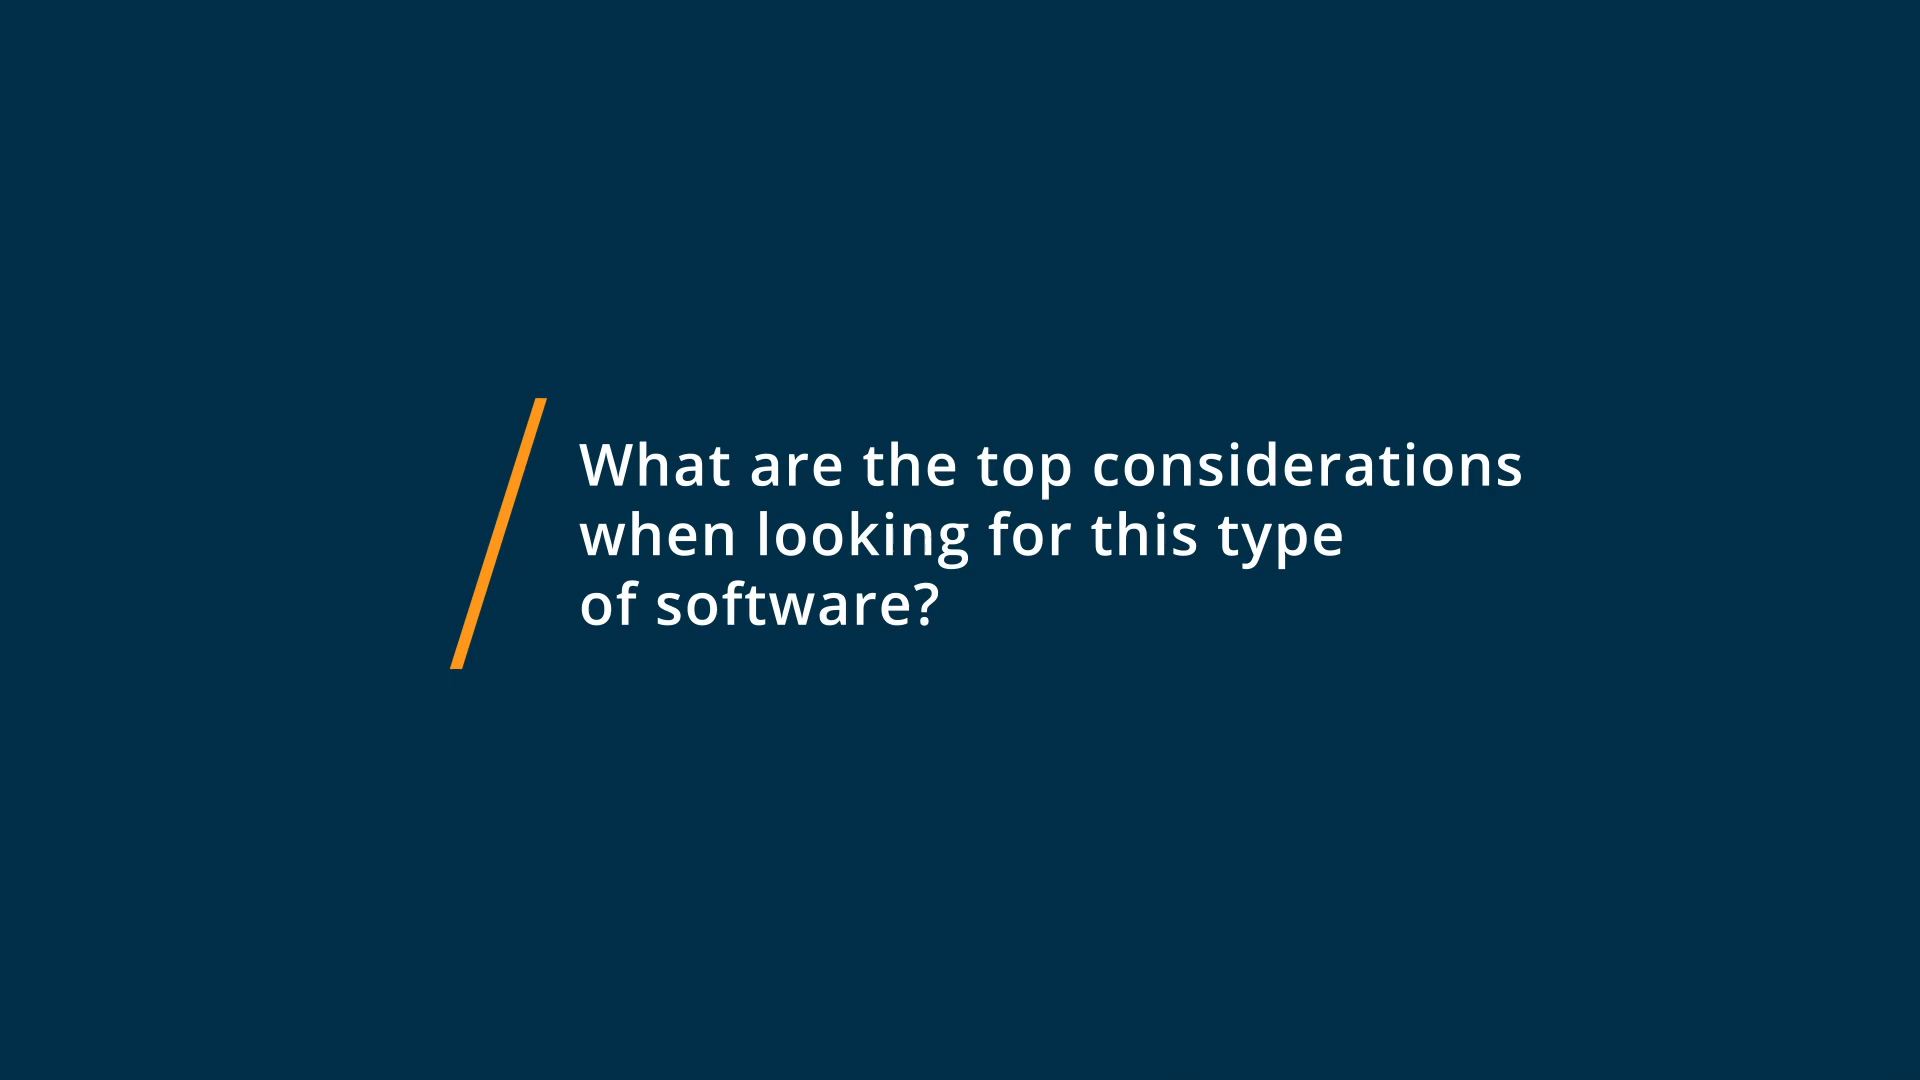 What are the top considerations
when looking for this type
of software?